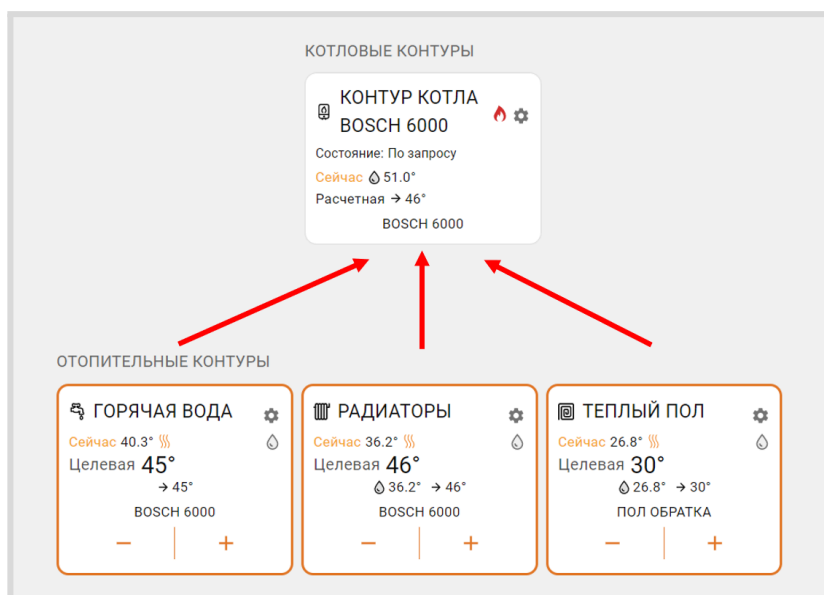 КОТЛОВЫЕ КОНТУРЫ
КОНТУР КОТЛА
BOSCH 6000
Состояние: По запросу
Сейчас 51.0°
Расчетная → 46°
BOSCH 6000
ОТОПИТЕЛЬНЫЕ КОНТУРЫ
ГОРЯЧАЯ ВОДА
Сейчас 40.3°
Целевая 45°
→ 45°
BOSCH 6000
− +
РАДИАТОРЫ
Сейчас 36.2°
Целевая 46°
36.2° → 46°
BOSCH 6000
− +
ТЕПЛЫЙ ПОЛ
Сейчас 26.8°
Целевая 30°
26.8° → 30°
ПОЛ ОБРАТКА
− +